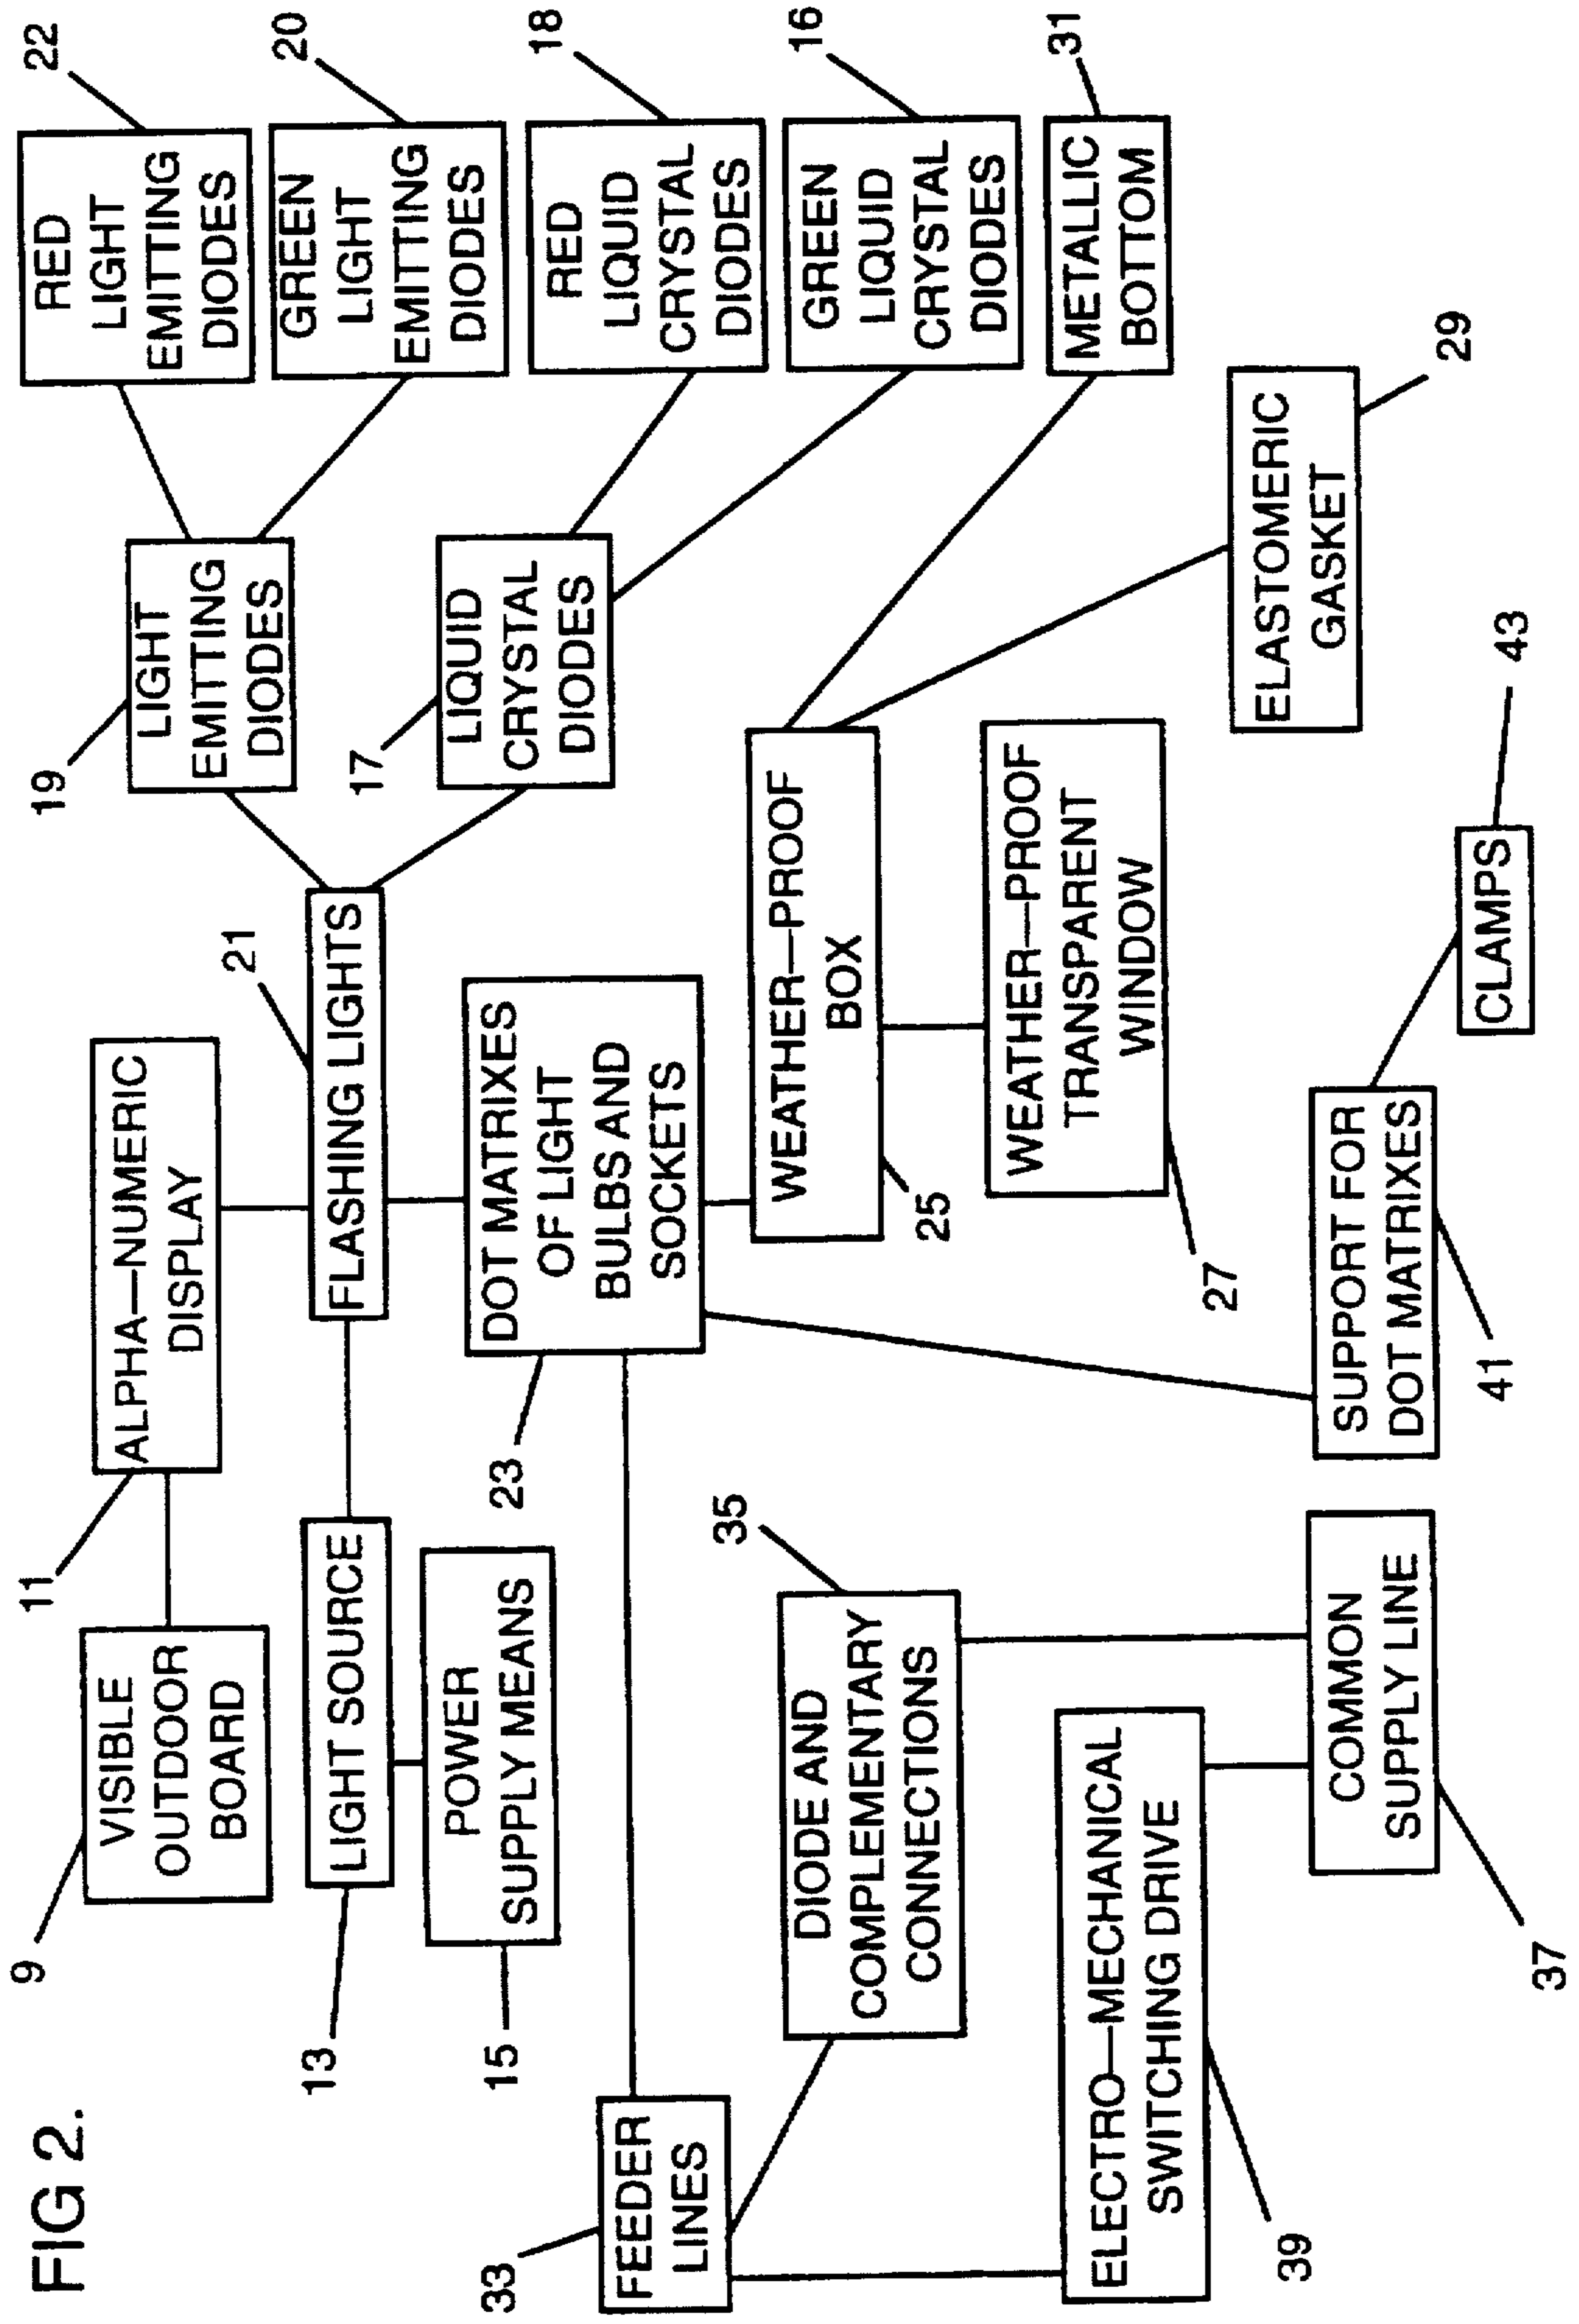 FIG 2.
9
VISIBLE
OUTDOOR
BOARD
11
ALPHA—NUMERIC
DISPLAY
13
LIGHT SOURCE
15
POWER
SUPPLY MEANS
21
FLASHING LIGHTS
19
LIGHT
EMITTING
DIODES
22
RED
LIGHT
EMITTING
DIODES
20
GREEN
LIGHT
EMITTING
DIODES
17
LIQUID
CRYSTAL
DIODES
18
RED
LIQUID
CRYSTAL
DIODES
16
GREEN
LIQUID
CRYSTAL
DIODES
23
DOT MATRIXES
OF LIGHT
BULBS AND
SOCKETS
25
WEATHER—PROOF
BOX
31
METALLIC
BOTTOM
27
WEATHER—PROOF
TRANSPARENT
WINDOW
29
ELASTOMERIC
GASKET
33
FEEDER
LINES
35
DIODE AND
COMPLEMENTARY
CONNECTIONS
39
ELECTRO—MECHANICAL
SWITCHING DRIVE
37
COMMON
SUPPLY LINE
41
SUPPORT FOR
DOT MATRIXES
43
CLAMPS